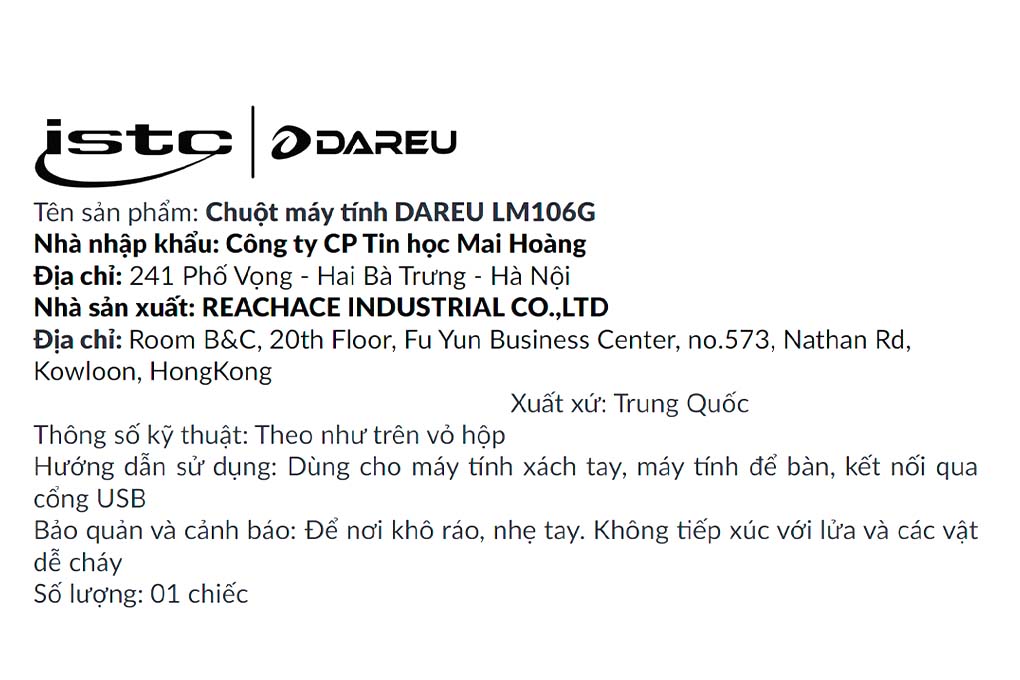 istc | DAREU
Tên sản phẩm: Chuột máy tính DAREU LM106G
Nhà nhập khẩu: Công ty CP Tin học Mai Hoàng
Địa chỉ: 241 Phố Vọng - Hai Bà Trưng - Hà Nội
Nhà sản xuất: REACHACE INDUSTRIAL CO.,LTD
Địa chỉ: Room B&C, 20th Floor, Fu Yun Business Center, no.573, Nathan Rd,
Kowloon, HongKong
Xuất xứ: Trung Quốc
Thông số kỹ thuật: Theo như trên vỏ hộp
Hướng dẫn sử dụng: Dùng cho máy tính xách tay, máy tính để bàn, kết nối qua
cổng USB
Bảo quản và cảnh báo: Để nơi khô ráo, nhẹ tay. Không tiếp xúc với lửa và các vật
dễ cháy
Số lượng: 01 chiếc